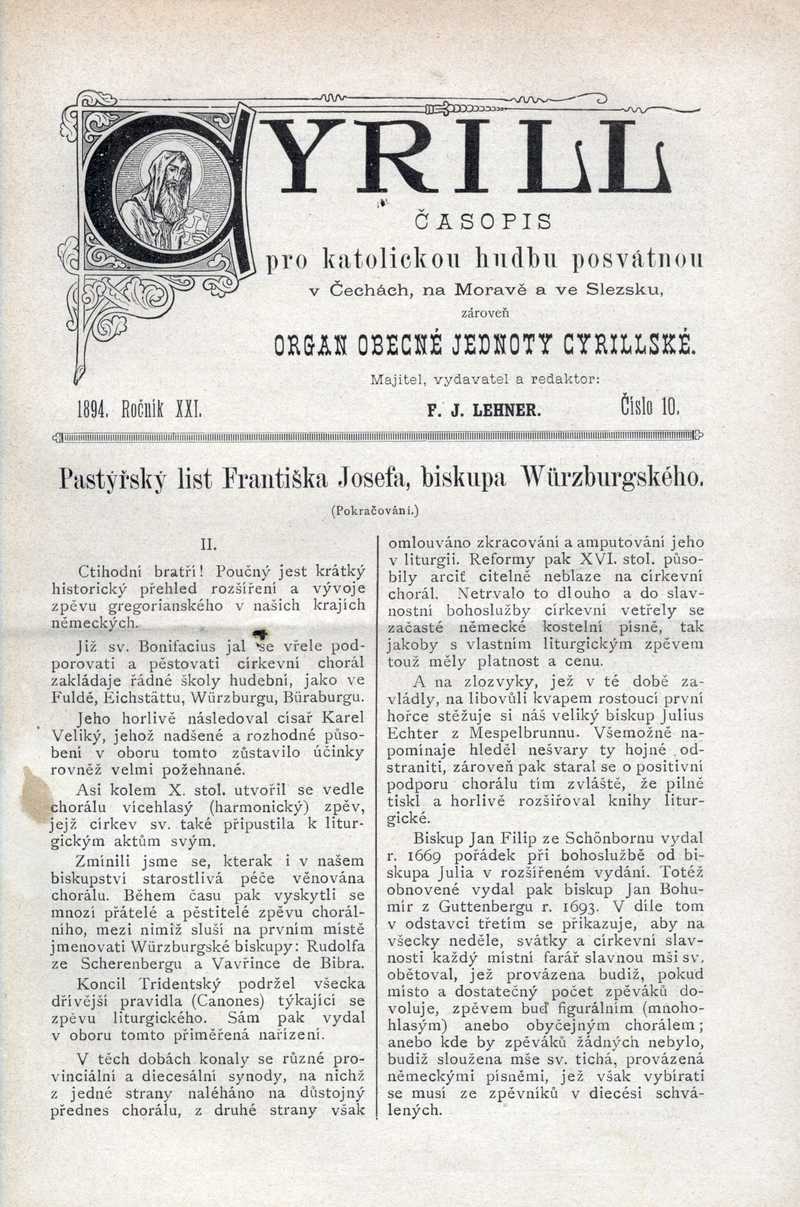 CYRILL
ČASOPIS
pro katolickou hudbu posvátnou
v Čechách, na Moravě a ve Slezsku,
zároveň
ORGAN OBECNÉ JEDNOTY CYRILLSKÉ.
Majitel, vydavatel a redaktor:
1894. Ročník XXI.
F. J. LEHNER.
Číslo 10.
Pastýřský list Františka Josefa, biskupa Würzburgského.
(Pokračování.)
II.
Ctihodní bratří! Poučný jest krátký
historický přehled rozšíření a vývoje
zpěvu gregorianského v našich krajích
německých.
Již sv. Bonifacius jal se vřele pod-
porovati a pěstovati církevní chorál
zakládaje řádné školy hudební, jako ve
Fuldě, Eichstättu, Würzburgu, Büraburgu.
Jeho horlivě následoval císař Karel
Veliký, jehož nadšené a rozhodné půso-
bení v oboru tomto zůstavilo účinky
rovněž velmi požehnané.
Asi kolem X. stol. utvořil se vedle
chorálu vícehlasý (harmonický) zpěv,
jejž církev sv. také připustila k litur-
gickým aktům svým.
Zmínili jsme se, kterak i v našem
biskupství starostlivá péče věnována
chorálu. Během času pak vyskytli se
mnozí přátelé a pěstitelé zpěvu chorál-
ního, mezi nimiž sluší na prvním místě
jmenovati Würzburgské biskupy: Rudolfa
ze Scherenbergu a Vavřince de Bibra.
Koncil Tridentský podržel všecka
dřívější pravidla (Canones) týkající se
zpěvu liturgického. Sám pak vydal
v oboru tomto přiměřená nařízení.
V těch dobách konaly se různé pro-
vinciální a diecesální synody, na nichž
z jedné strany naléháno na důstojný
přednes chorálu, z druhé strany však
omlouváno zkracování a amputování jeho
v liturgii. Reformy pak XVI. stol. půso-
bily arciť citelně neblaze na církevní
chorál. Netrvalo to dlouho a do slav-
nostní bohoslužby církevní vetřely se
začasté německé kostelní písně, tak
jakoby s vlastním liturgickým zpěvem
touž měly platnost a cenu.
A na zlozvyky, jež v té době za-
vládly, na libovůli kvapem rostoucí první
hořce stěžuje si náš veliký biskup Julius
Echter z Mespelbrunnu. Všemožně na-
pomínaje hleděl nešvary ty hojné od-
straniti, zároveň pak staral se o positivní
podporu chorálu tím zvláště, že pilně
tiskl a horlivě rozšiřoval knihy litur-
gické.
Biskup Jan Filip ze Schönbornu vydal
r. 1669 pořádek při bohoslužbě od bi-
skupa Julia v rozšířeném vydání. Totéž
obnovené vydal pak biskup Jan Bohu-
mír z Guttenbergu r. 1693. V díle tom
v odstavci třetím se přikazuje, aby na
všecky neděle, svátky a církevní slav-
nosti každý místní farář slavnou mši sv.
obětoval, jež provázena budiž, pokud
místo a dostatečný počet zpěváků do-
voluje, zpěvem buď figurálním (mnoho-
hlasým) anebo obyčejným chorálem;
anebo kde by zpěváků žádných nebylo,
budiž sloužena mše sv. tichá, provázená
německými písněmi, jež však vybírati
se musí ze zpěvníků v diecési schvá-
lených.